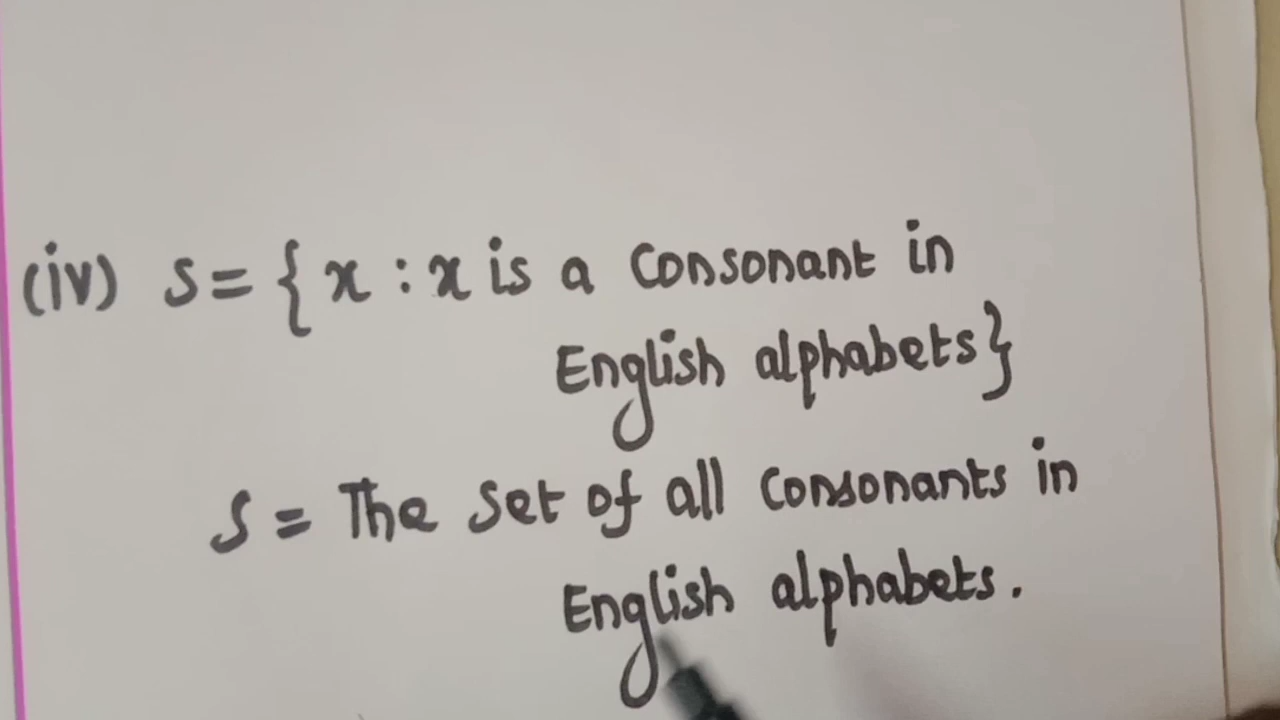 (iv) S = { x : x is a Consonant in
English alphabets}
S = The set of all Consonants in
English alphabets.